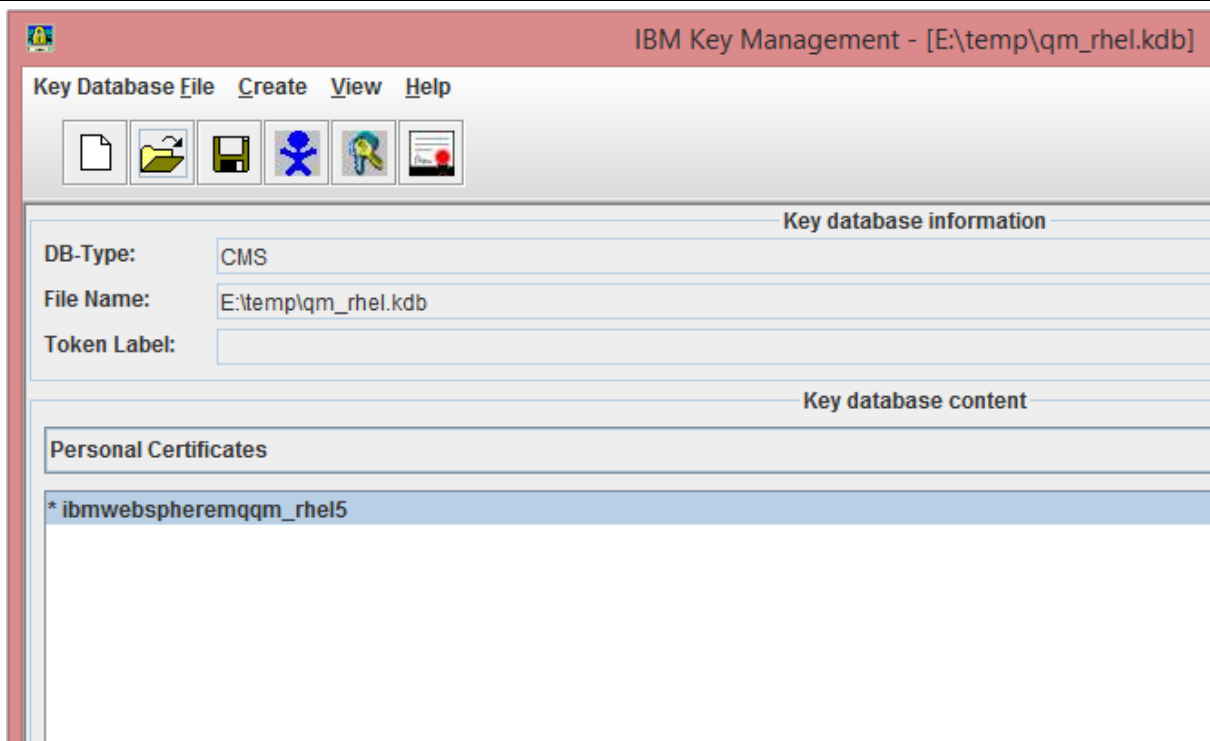 IBM Key Management - [E:\temp\qm_rhel.kdb]
Key Database File Create View Help
Key database information
DB-Type: CMS
File Name: E:\temp\qm_rhel.kdb
Token Label:
Key database content
Personal Certificates
* ibmwebspheremqqm_rhel5